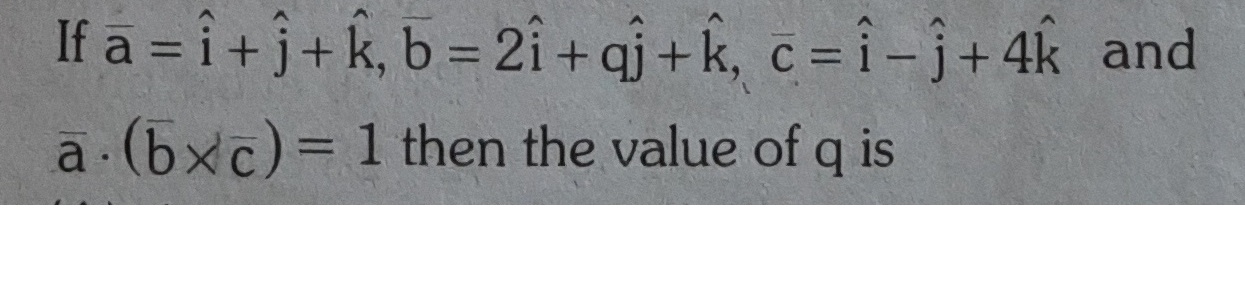 If a̅ = î + ĵ + k̂, b̅ = 2î + qĵ + k̂, c̅ = î − ĵ + 4k̂ and
a̅ · (b̅ × c̅) = 1 then the value of q is